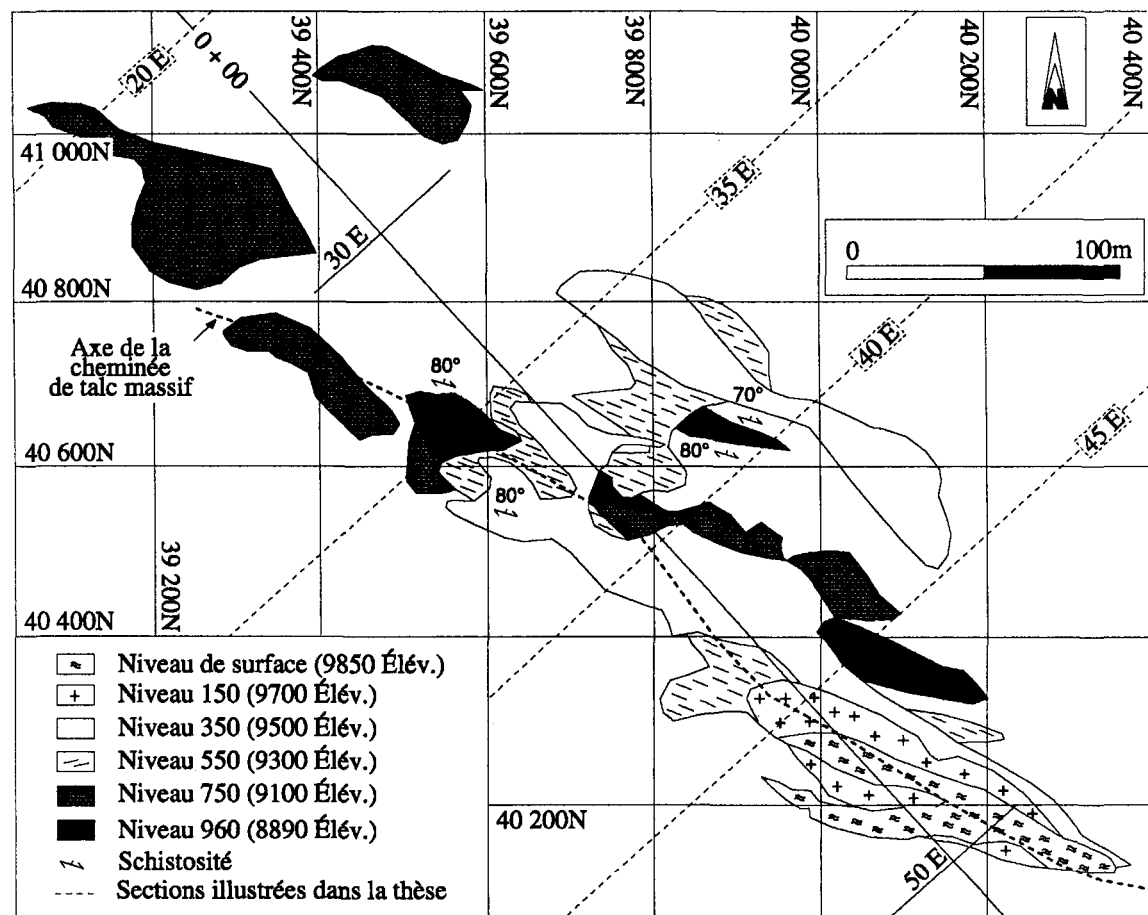 20 E
0 + 00
39 400N
39 600N
39 800N
40 000N
40 200N
40 400N
N
41 000N
35 E
30 E
0
100m
40 800N
Axe de la
cheminée
de talc massif
80°
70°
40 E
45 E
40 600N
80°
80°
39 200N
40 400N
Niveau de surface (9850 Élév.)
Niveau 150 (9700 Élév.)
Niveau 350 (9500 Élév.)
Niveau 550 (9300 Élév.)
Niveau 750 (9100 Élév.)
Niveau 960 (8890 Élév.)
Schistosité
Sections illustrées dans la thèse
40 200N
50 E